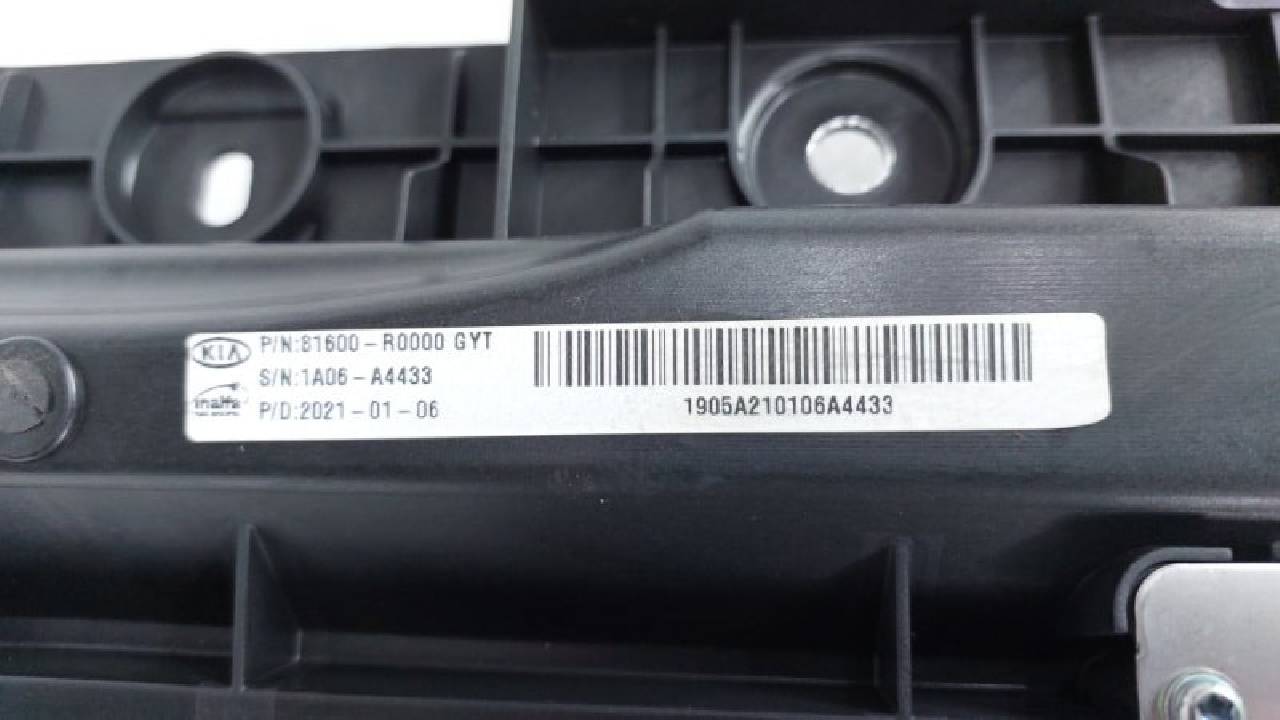 KIA P/N:81600-R0000 GYT
S/N:1A06-A4433
inalfa P/D:2021-01-06
1905A210106A4433